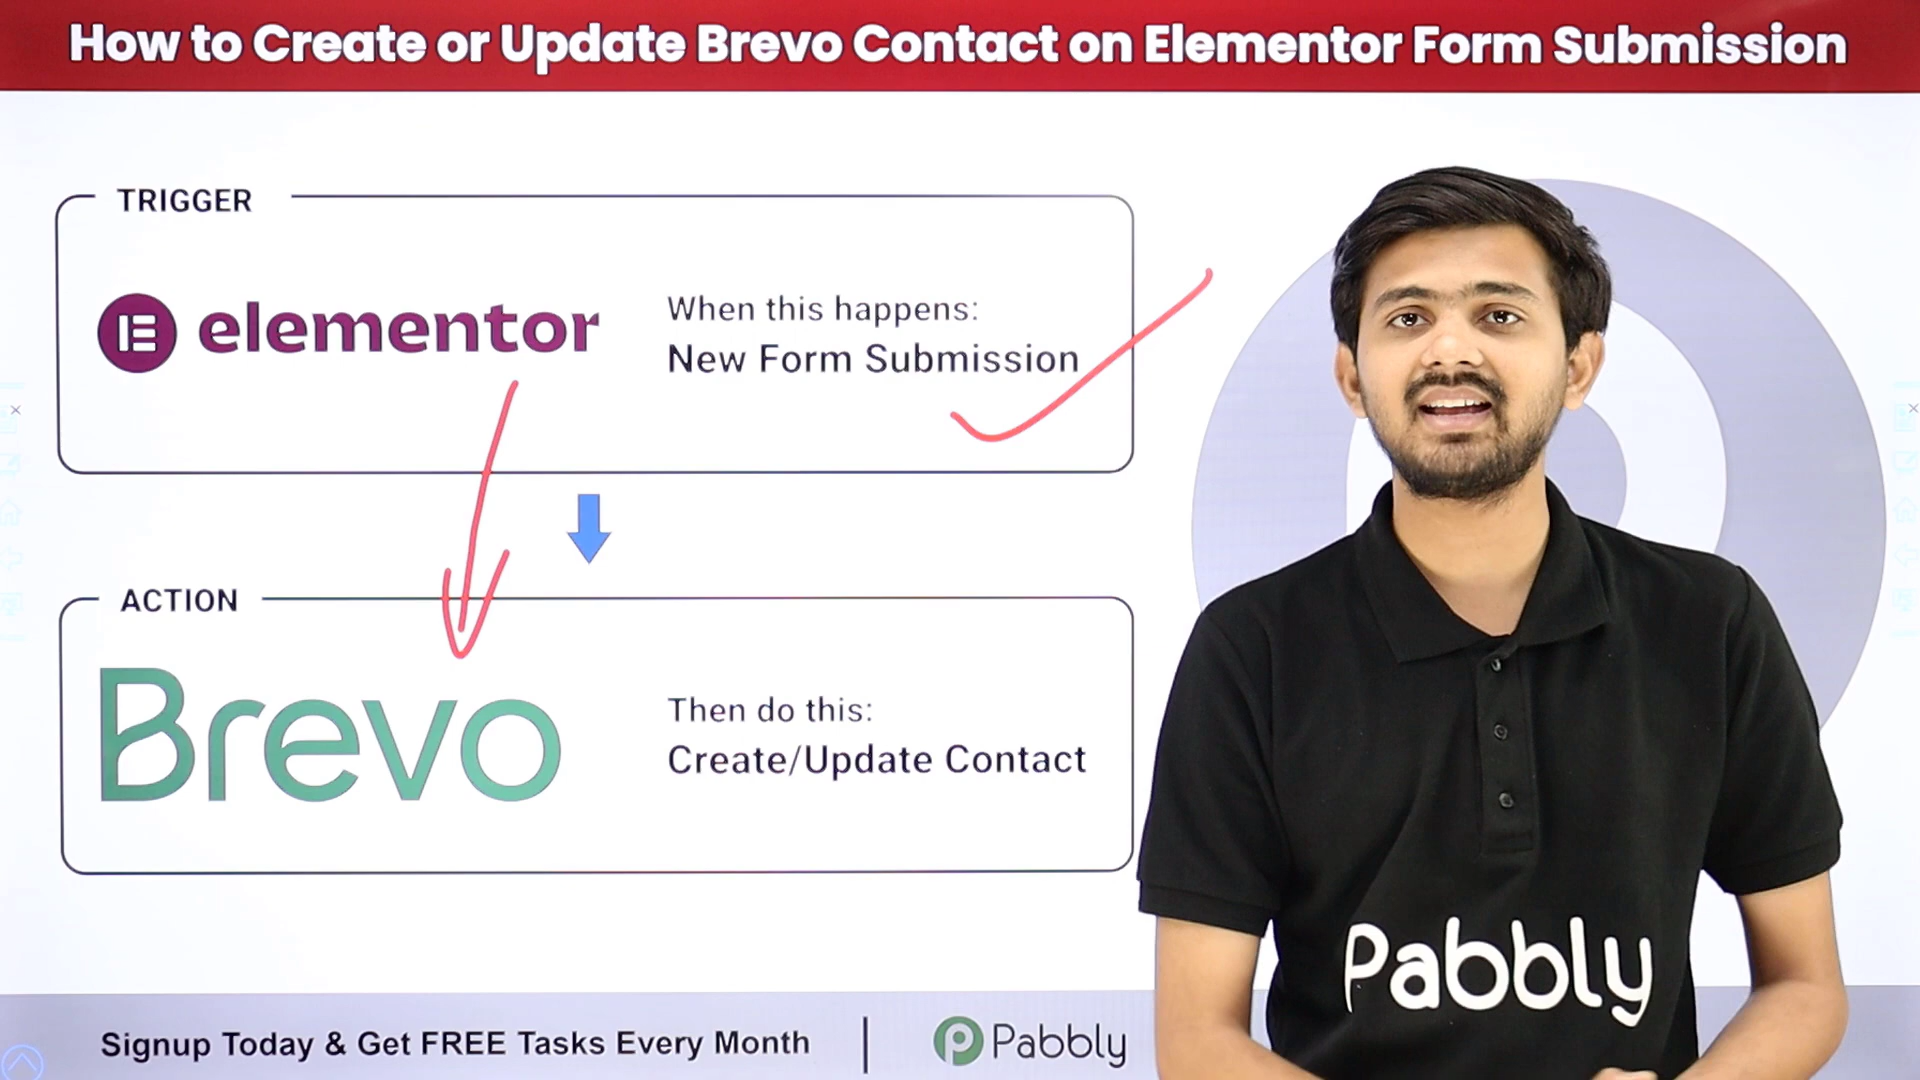 How to Create or Update Brevo Contact on Elementor Form Submission
TRIGGER
elementor
When this happens:
New Form Submission
ACTION
Brevo
Then do this:
Create/Update Contact
Pabbly
Signup Today & Get FREE Tasks Every Month | Pabbly